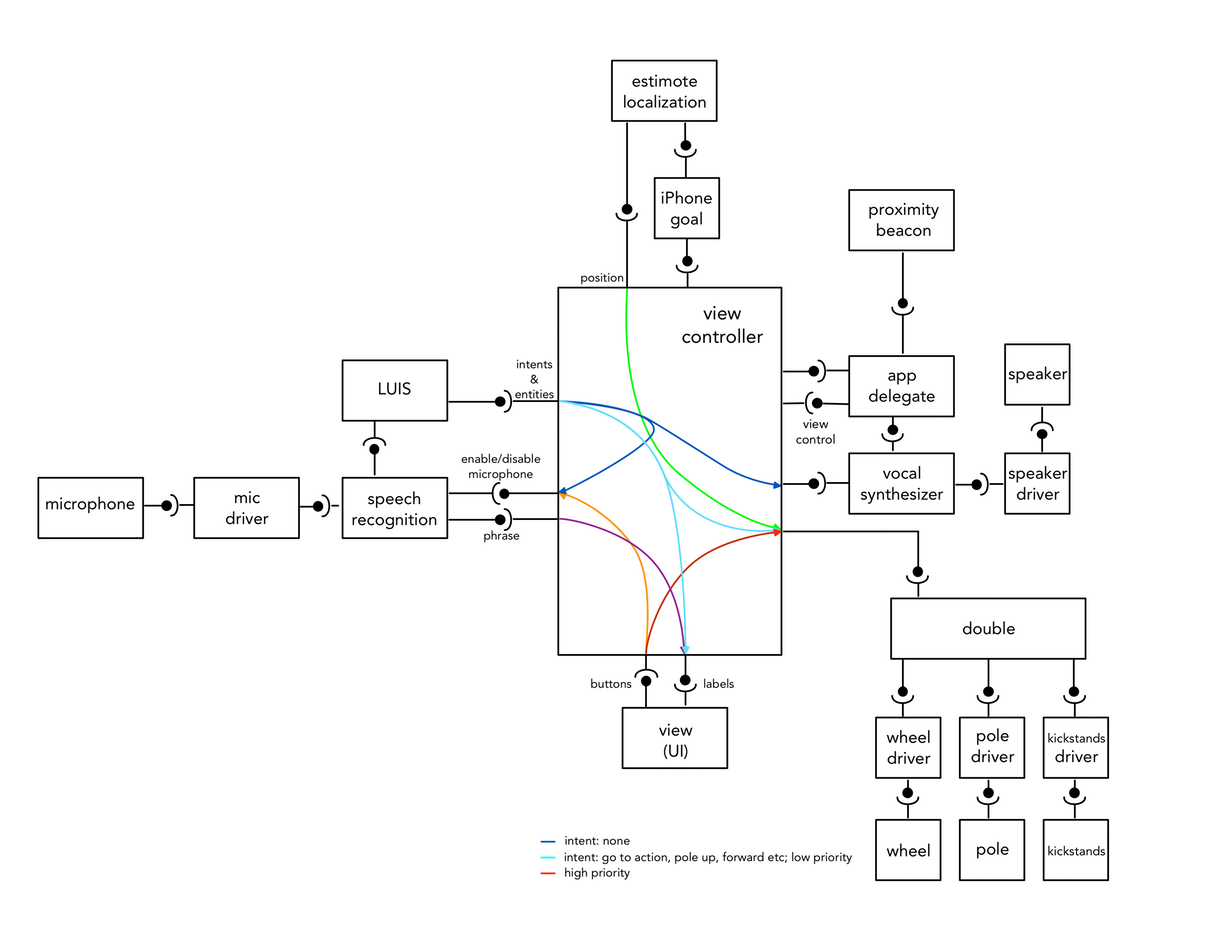 estimote
localization
iPhone
goal
proximity
beacon
position
view
controller
intents
&
entities
LUIS
app
delegate
speaker
view
control
enable/disable
microphone
microphone
mic
driver
speech
recognition
phrase
vocal
synthesizer
speaker
driver
double
buttons
labels
view
(UI)
wheel
driver
pole
driver
kickstands
driver
wheel
pole
kickstands
intent: none
intent: go to action, pole up, forward etc; low priority
high priority